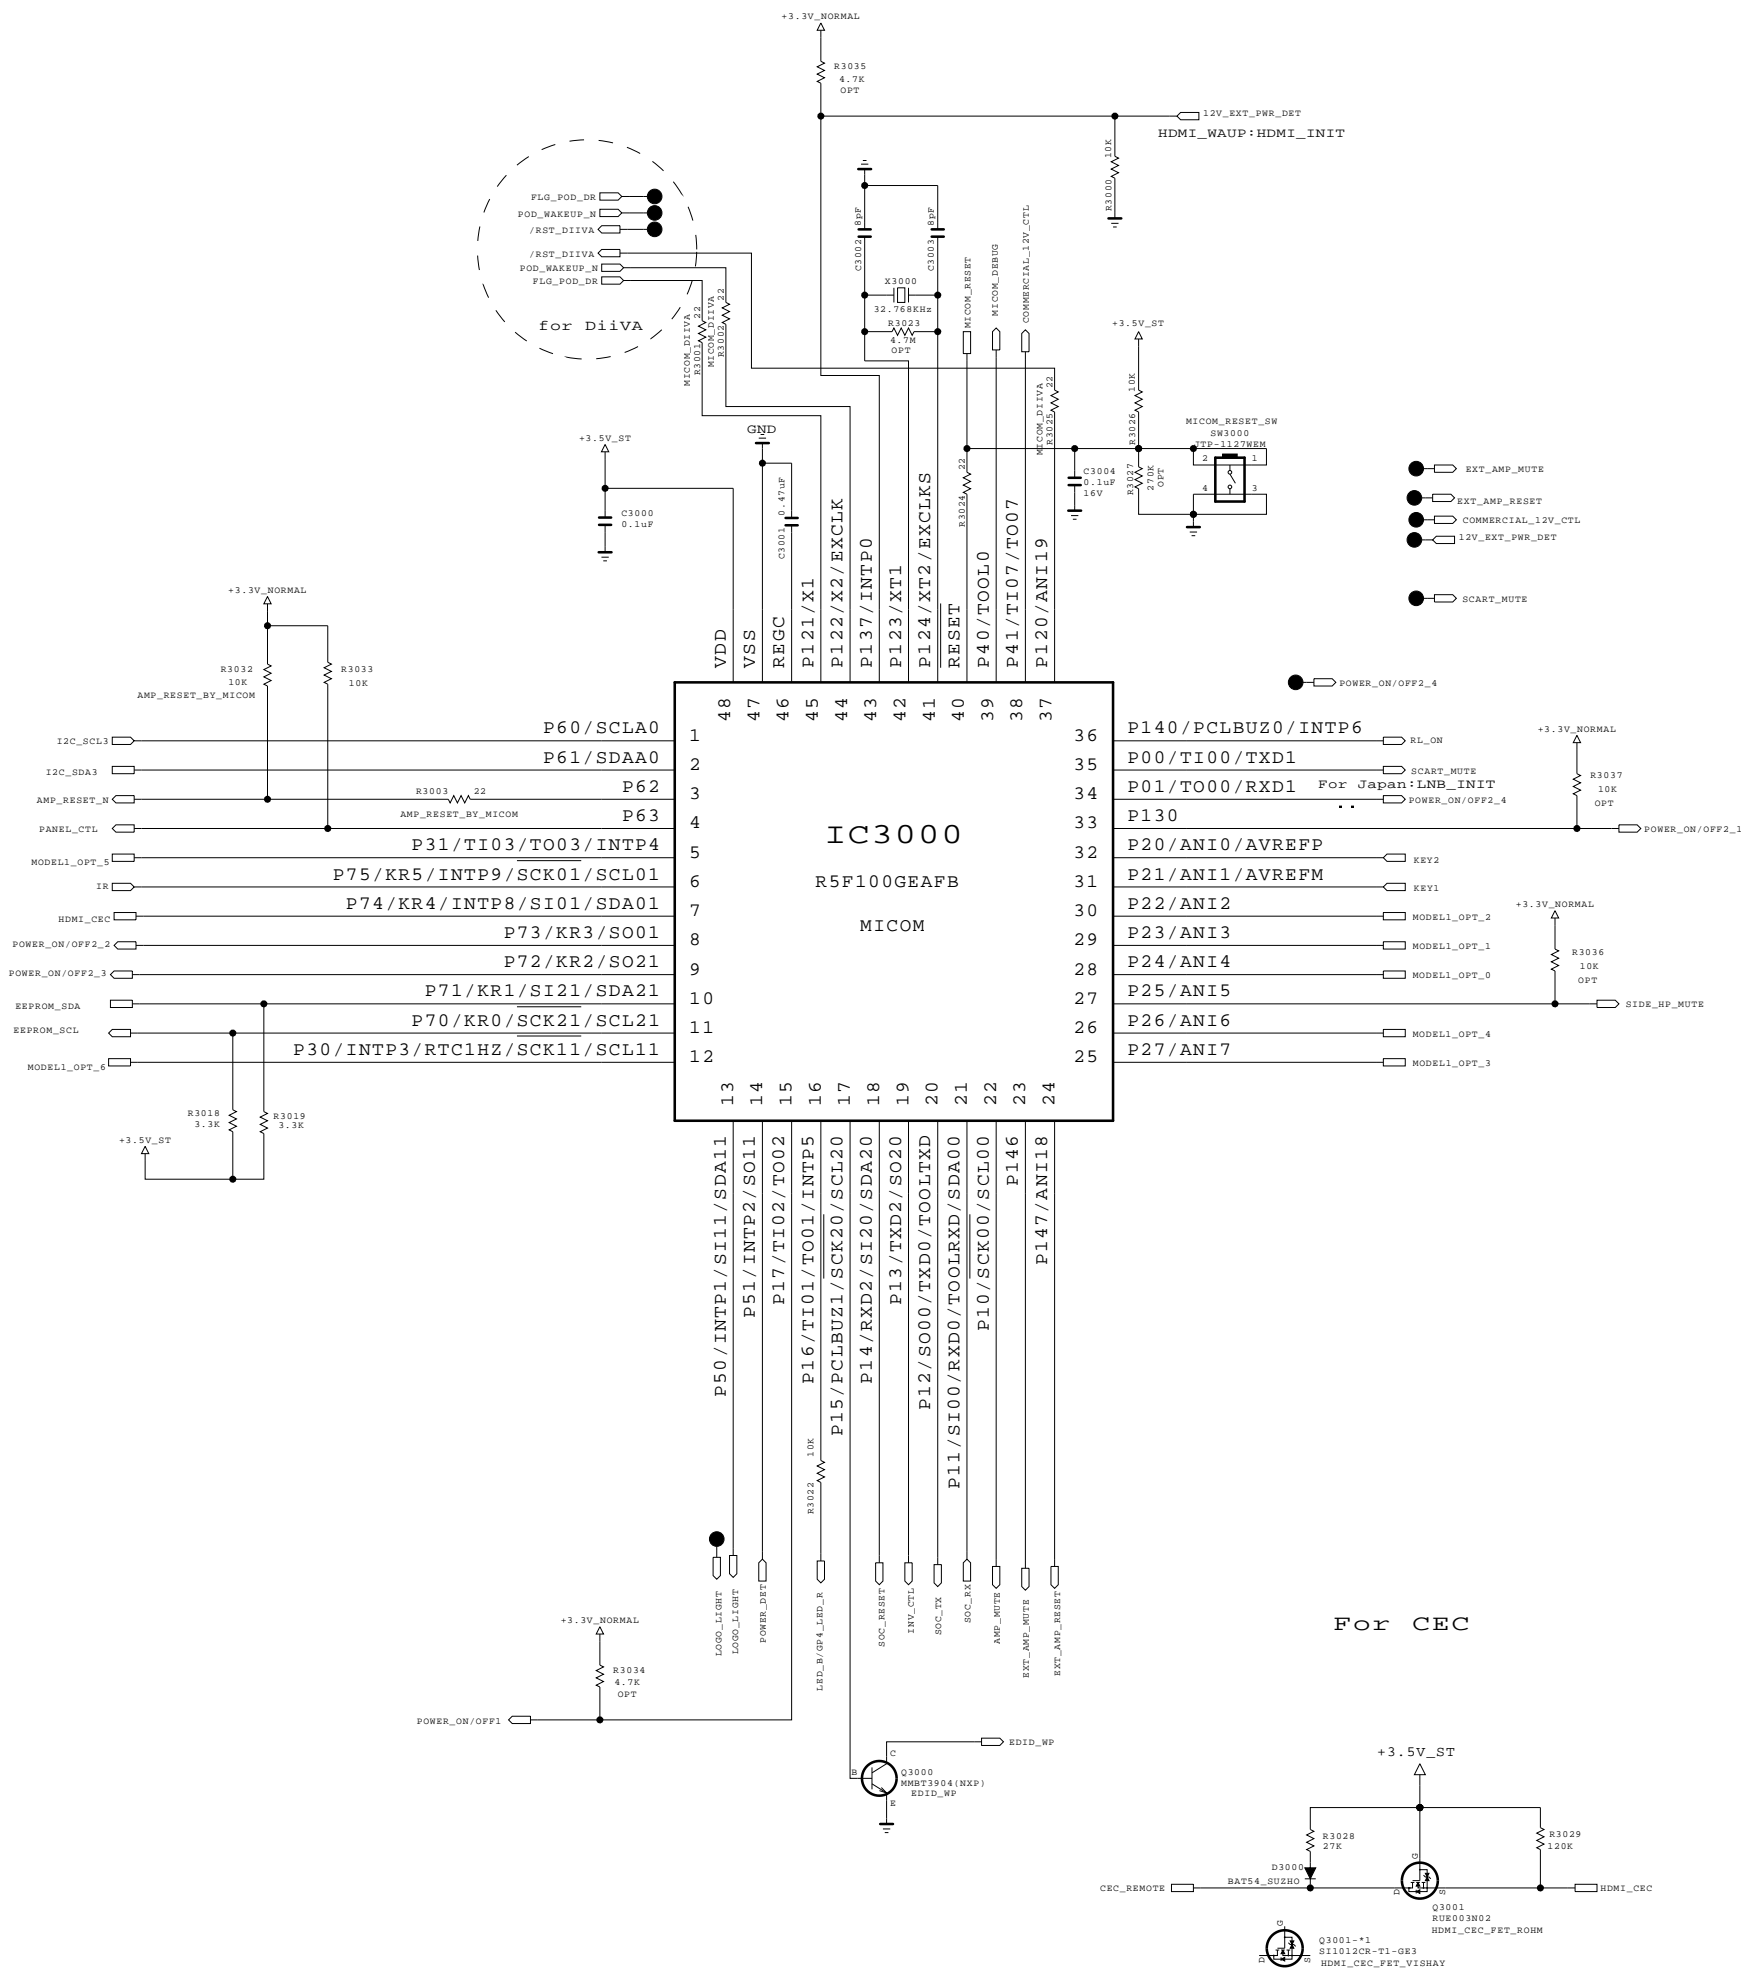 +3.3V_NORMAL
R3035
4.7K
OPT
12V_EXT_PWR_DET
HDMI_WAUP:HDMI_INIT
10K
R3000
FLG_POD_DR
POD_WAKEUP_N
/RST_DIIVA
/RST_DIIVA
POD_WAKEUP_N
FLG_POD_DR
for DiiVA
MICOM_DIIVA
R3001 22
MICOM_DIIVA
R3002 22
C3002 8pF
C3003 8pF
X3000
32.768KHz
R3023
4.7M
OPT
MICOM_RESET
MICOM_DEBUG
COMMERCIAL_12V_CTL
+3.5V_ST
R3026 10K
MICOM_DIIVA
R3025 22
MICOM_RESET_SW
SW3000
JTP-1127WEM
2 1
4 3
R3027
270K
OPT
C3004
0.1uF
16V
R3024 22
EXT_AMP_MUTE
EXT_AMP_RESET
COMMERCIAL_12V_CTL
12V_EXT_PWR_DET
SCART_MUTE
POWER_ON/OFF2_4
+3.5V_ST
C3000
0.1uF
GND
C3001 0.47uF
VDD
VSS
REGC
P121/X1
P122/X2/EXCLK
P137/INTP0
P123/XT1
P124/XT2/EXCLKS
RESET
P40/TOOL0
P41/TI07/TO07
P120/ANI19
48 47 46 45 44 43 42 41 40 39 38 37
+3.3V_NORMAL
R3032
10K
AMP_RESET_BY_MICOM
R3033
10K
I2C_SCL3 P60/SCLA0 1
I2C_SDA3 P61/SDAA0 2
AMP_RESET_N R3003 22 P62 3
AMP_RESET_BY_MICOM
PANEL_CTL P63 4
MODEL1_OPT_5 P31/TI03/TO03/INTP4 5
IR P75/KR5/INTP9/SCK01/SCL01 6
HDMI_CEC P74/KR4/INTP8/SI01/SDA01 7
POWER_ON/OFF2_2 P73/KR3/SO01 8
POWER_ON/OFF2_3 P72/KR2/SO21 9
EEPROM_SDA P71/KR1/SI21/SDA21 10
EEPROM_SCL P70/KR0/SCK21/SCL21 11
MODEL1_OPT_6 P30/INTP3/RTC1HZ/SCK11/SCL11 12
R3018
3.3K
R3019
3.3K
+3.5V_ST
IC3000
R5F100GEAFB
MICOM
36 P140/PCLBUZ0/INTP6 RL_ON
35 P00/TI00/TXD1 SCART_MUTE
34 P01/TO00/RXD1 For Japan:LNB_INIT
POWER_ON/OFF2_4
33 P130 POWER_ON/OFF2_1
+3.3V_NORMAL
R3037
10K
OPT
32 P20/ANI0/AVREFP KEY2
31 P21/ANI1/AVREFM KEY1
30 P22/ANI2 MODEL1_OPT_2
29 P23/ANI3 MODEL1_OPT_1
28 P24/ANI4 MODEL1_OPT_0
+3.3V_NORMAL
R3036
10K
OPT
27 P25/ANI5 SIDE_HP_MUTE
26 P26/ANI6 MODEL1_OPT_4
25 P27/ANI7 MODEL1_OPT_3
13 14 15 16 17 18 19 20 21 22 23 24
P50/INTP1/SI11/SDA11
P51/INTP2/SO11
P17/TI02/TO02
P16/TI01/TO01/INTP5
P15/PCLBUZ1/SCK20/SCL20
P14/RXD2/SI20/SDA20
P13/TXD2/SO20
P12/SO00/TXD0/TOOLTXD
P11/SI00/RXD0/TOOLRXD/SDA00
P10/SCK00/SCL00
P146
P147/ANI18
R3022 10K
LOGO_LIGHT
LOGO_LIGHT
POWER_DET
LED_B/GP4_LED_R
SOC_RESET
INV_CTL
SOC_TX
SOC_RX
AMP_MUTE
EXT_AMP_MUTE
EXT_AMP_RESET
+3.3V_NORMAL
R3034
4.7K
OPT
POWER_ON/OFF1
EDID_WP
C
B
E
Q3000
MMBT3904(NXP)
EDID_WP
For CEC
+3.5V_ST
R3028
27K
R3029
120K
D3000
BAT54_SUZHO
CEC_REMOTE
G
D
S
HDMI_CEC
Q3001
RUE003N02
HDMI_CEC_FET_ROHM
G
D
S
Q3001-*1
SI1012CR-T1-GE3
HDMI_CEC_FET_VISHAY